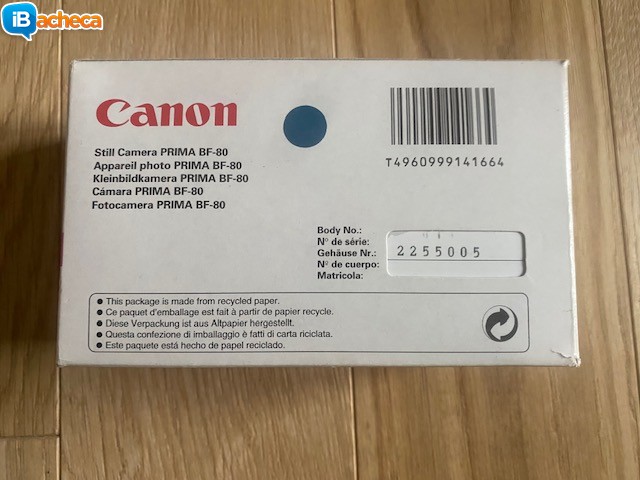 iBacheca
Canon
Still Camera PRIMA BF-80
Appareil photo PRIMA BF-80
Kleinbildkamera PRIMA BF-80
Cámara PRIMA BF-80
Fotocamera PRIMA BF-80
T4960999141664
Body No.:
N° de série:
Gehäuse Nr.: 2255005
N° de cuerpo:
Matricola:
This package is made from recycled paper.
Ce paquet d'emballage est fait à partir de papier recycle.
Diese Verpackung ist aus Altpapier hergestellt.
Questa confezione di imballaggio è fatti di carta riciclata.
Este paquete está hecho de papel reciclado.